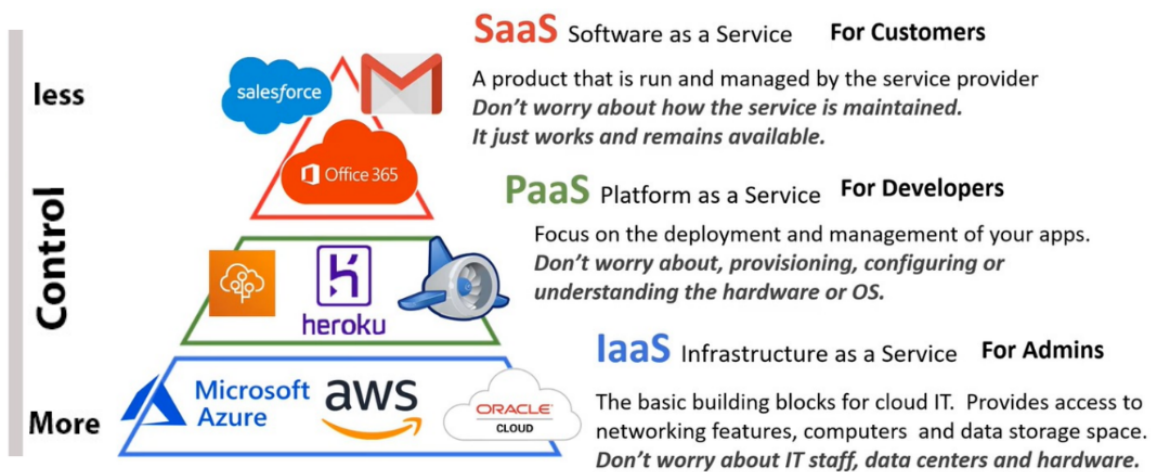 SaaS Software as a Service For Customers
less
salesforce
A product that is run and managed by the service provider
Don't worry about how the service is maintained.
It just works and remains available.
Office 365
Control
PaaS Platform as a Service For Developers
Focus on the deployment and management of your apps.
Don't worry about, provisioning, configuring or
understanding the hardware or OS.
heroku
IaaS Infrastructure as a Service For Admins
More
Microsoft
Azure
aws
ORACLE
CLOUD
The basic building blocks for cloud IT. Provides access to
networking features, computers and data storage space.
Don't worry about IT staff, data centers and hardware.